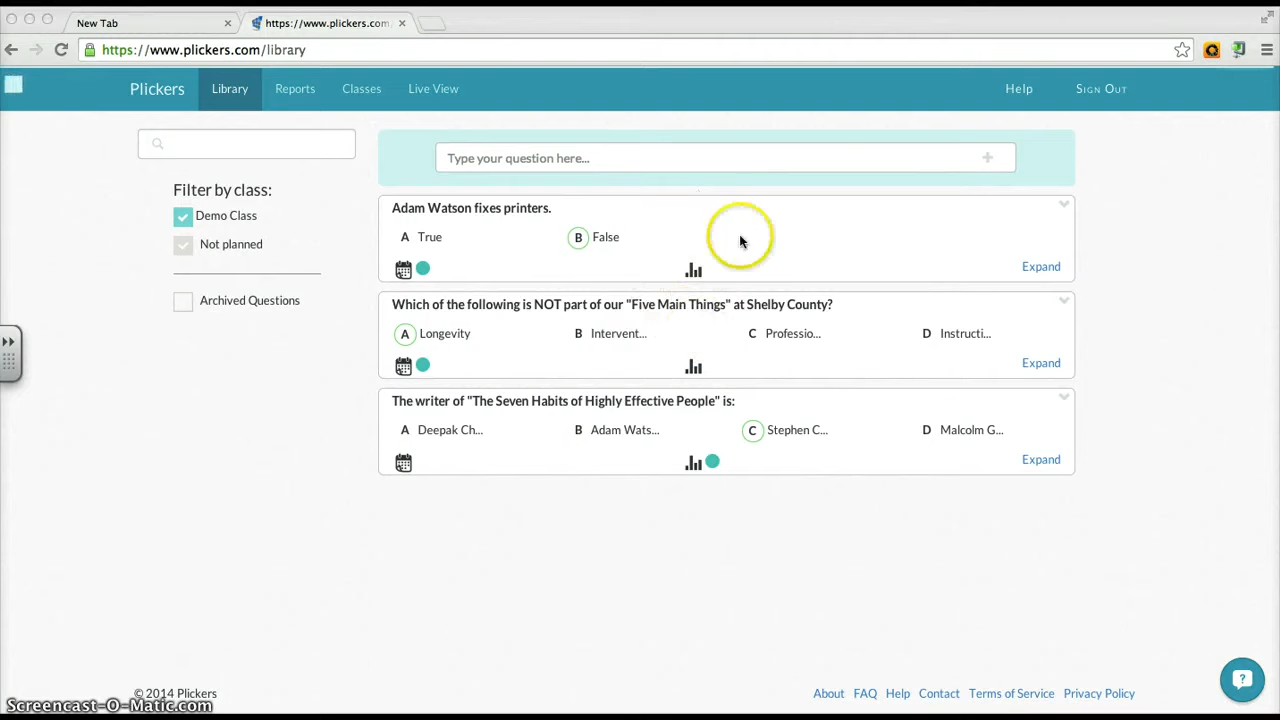 New Tab
https://www.plickers.com
https://www.plickers.com/library
Plickers Library Reports Classes Live View Help Sign Out
Type your question here...
Filter by class:
Demo Class
Not planned
Archived Questions
Adam Watson fixes printers.
A True B False
Expand
Which of the following is NOT part of our "Five Main Things" at Shelby County?
A Longevity B Intervent... C Professio... D Instructi...
Expand
The writer of "The Seven Habits of Highly Effective People" is:
A Deepak Ch... B Adam Wats... C Stephen C... D Malcolm G...
Expand
© 2014 Plickers About FAQ Help Contact Terms of Service Privacy Policy
Screencast-O-Matic.com